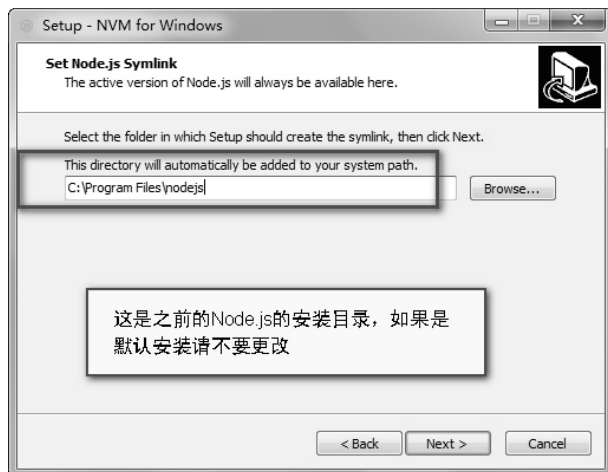 Setup - NVM for Windows
Set Node.js Symlink
The active version of Node.js will always be available here.
Select the folder in which Setup should create the symlink, then click Next.
This directory will automatically be added to your system path.
C:\Program Files\nodejs
Browse...
这是之前的Node.js的安装目录，如果是
默认安装请不要更改
< Back
Next >
Cancel